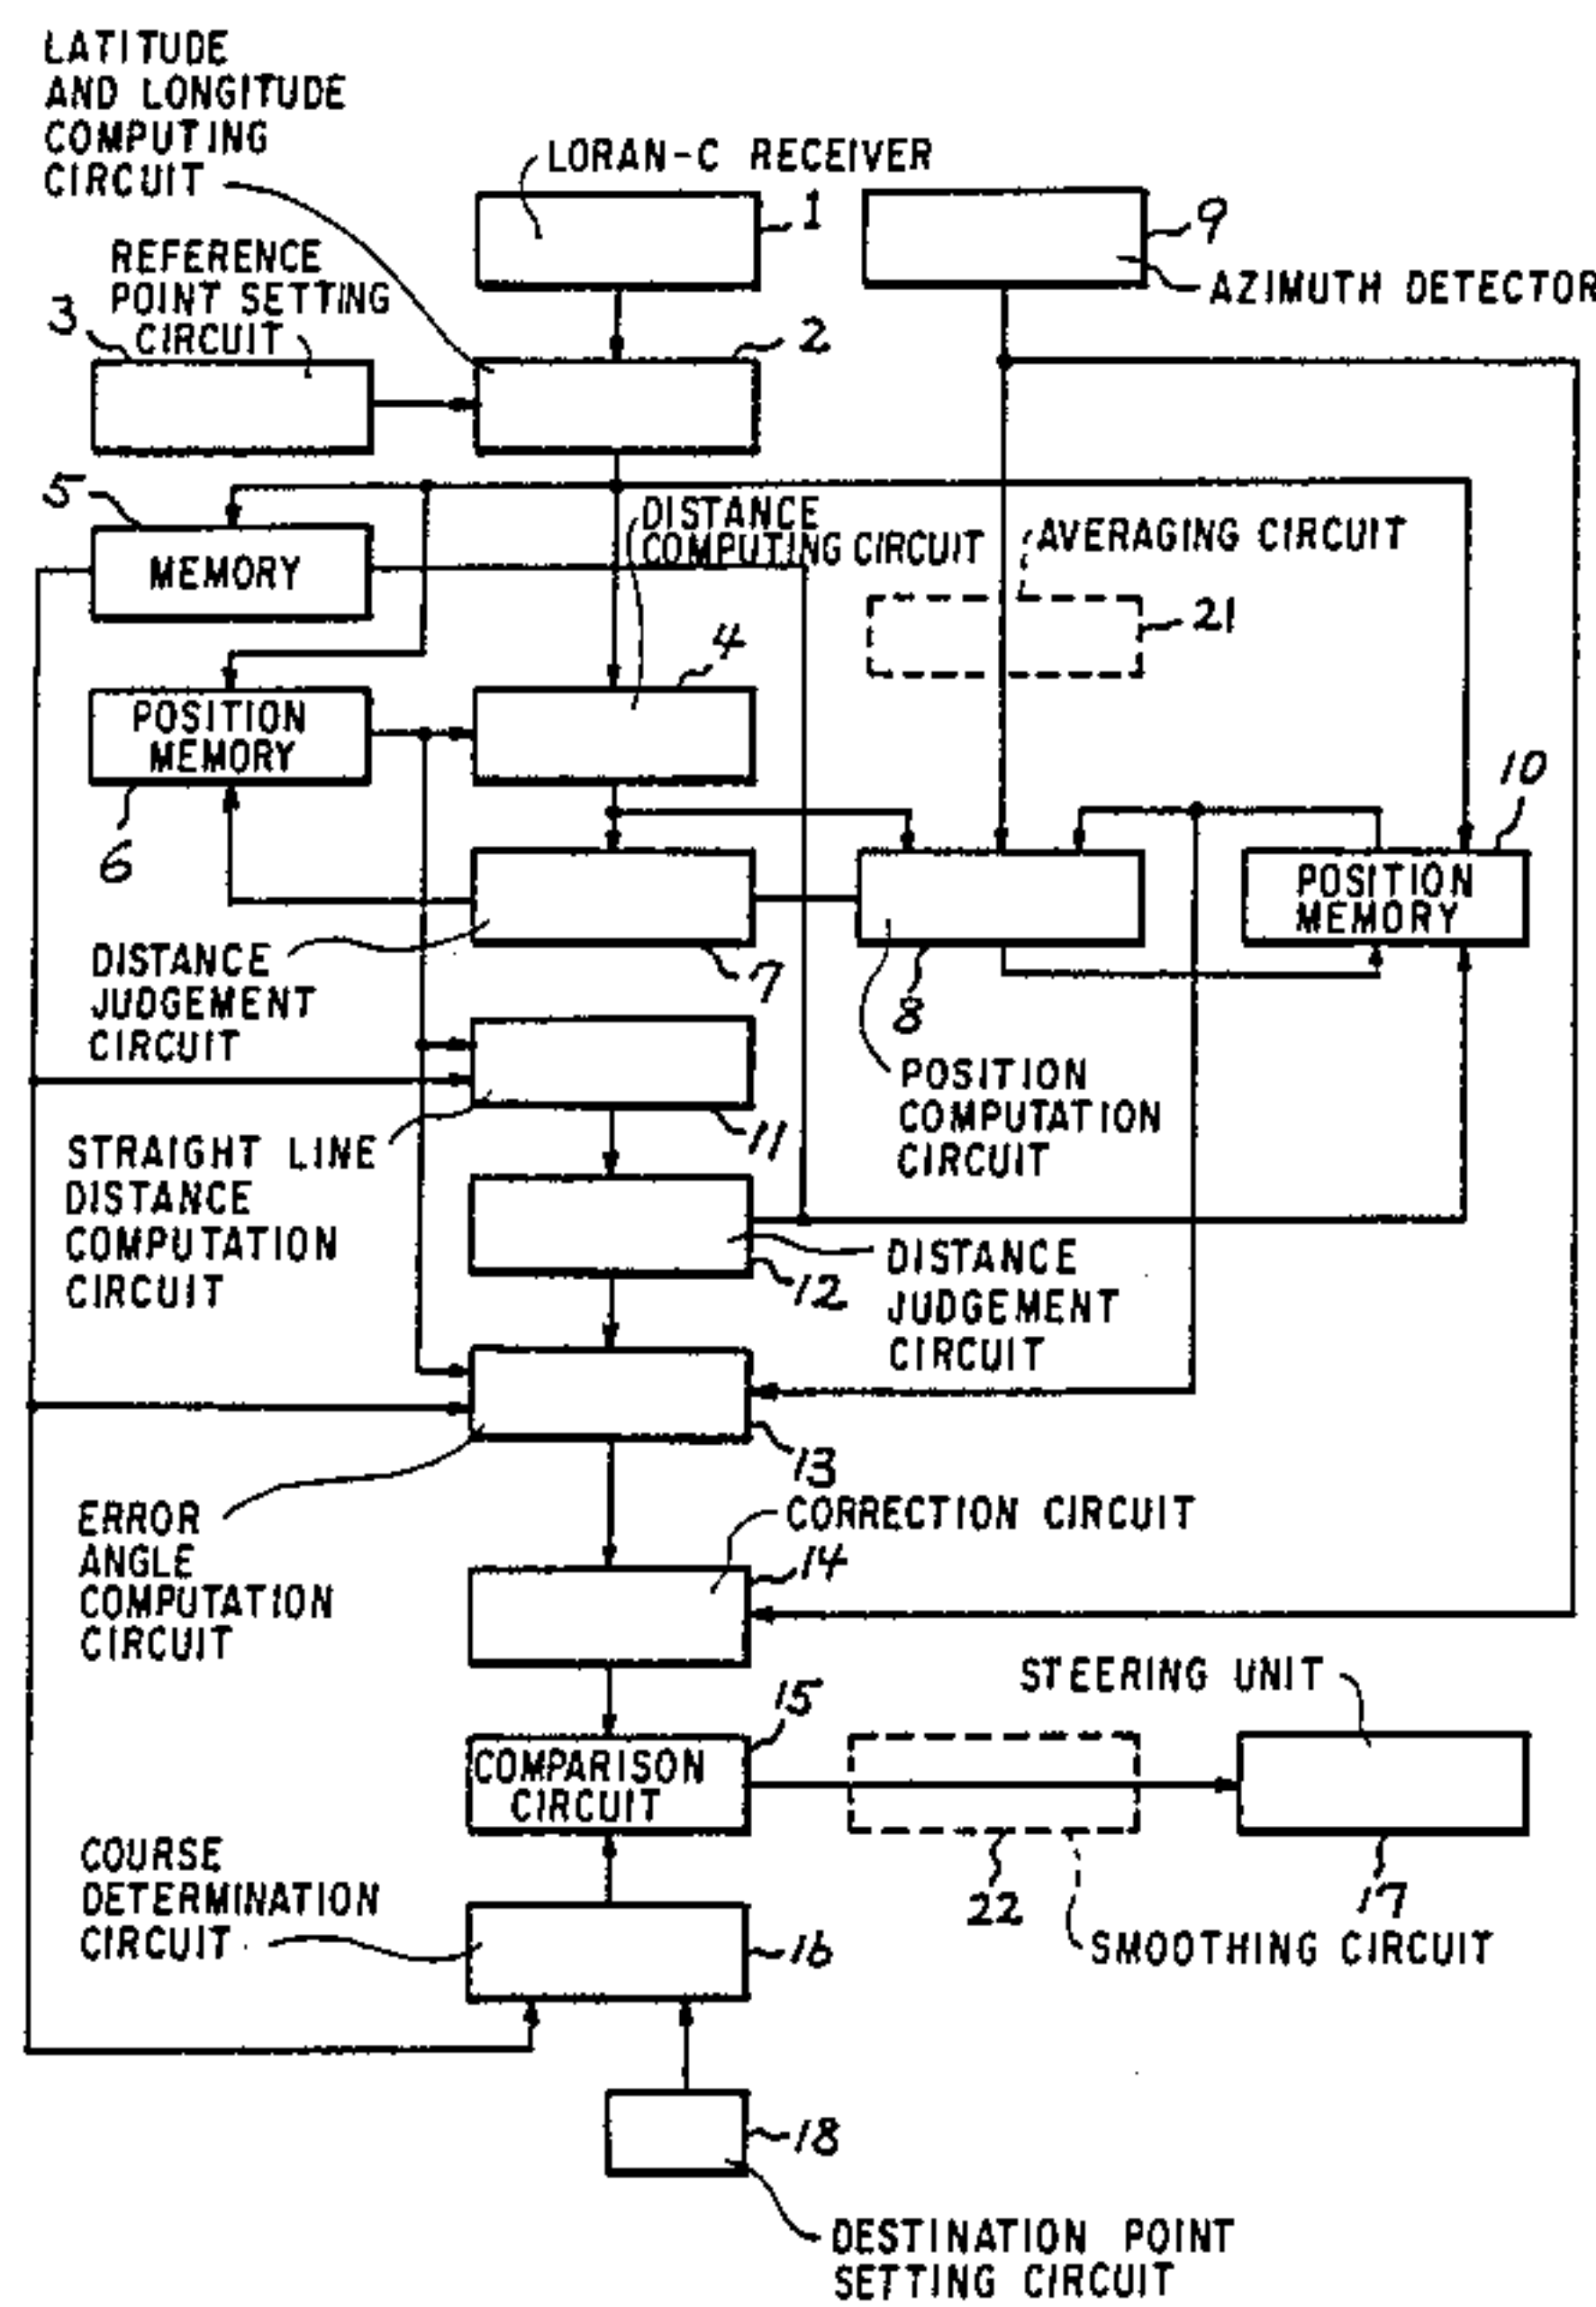 LATITUDE
AND LONGITUDE
COMPUTING
CIRCUIT
LORAN-C RECEIVER
1
9
AZIMUTH DETECTOR
REFERENCE
POINT SETTING
CIRCUIT
3
2
5
MEMORY
DISTANCE
COMPUTING CIRCUIT
AVERAGING CIRCUIT
21
4
POSITION
MEMORY
6
10
POSITION
MEMORY
DISTANCE
JUDGEMENT
CIRCUIT
7
8
POSITION
COMPUTATION
CIRCUIT
STRAIGHT LINE
DISTANCE
COMPUTATION
CIRCUIT
11
12
DISTANCE
JUDGEMENT
CIRCUIT
13
ERROR
ANGLE
COMPUTATION
CIRCUIT
CORRECTION CIRCUIT
14
STEERING UNIT
15
COMPARISON
CIRCUIT
22
17
SMOOTHING CIRCUIT
COURSE
DETERMINATION
CIRCUIT
16
18
DESTINATION POINT
SETTING CIRCUIT